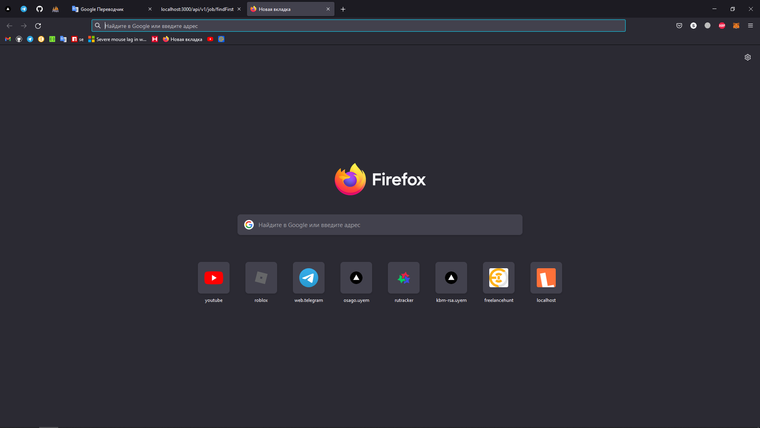 Google Переводчик
localhost:3000/api/v1/job/findFirst
Новая вкладка
Найдите в Google или введите адрес
se
Severe mouse lag in w...
Новая вкладка
Firefox
Найдите в Google или введите адрес
youtube
roblox
web.telegram
osago.uyem
rutracker
kbm-rsa.uyem
freelancehunt
localhost